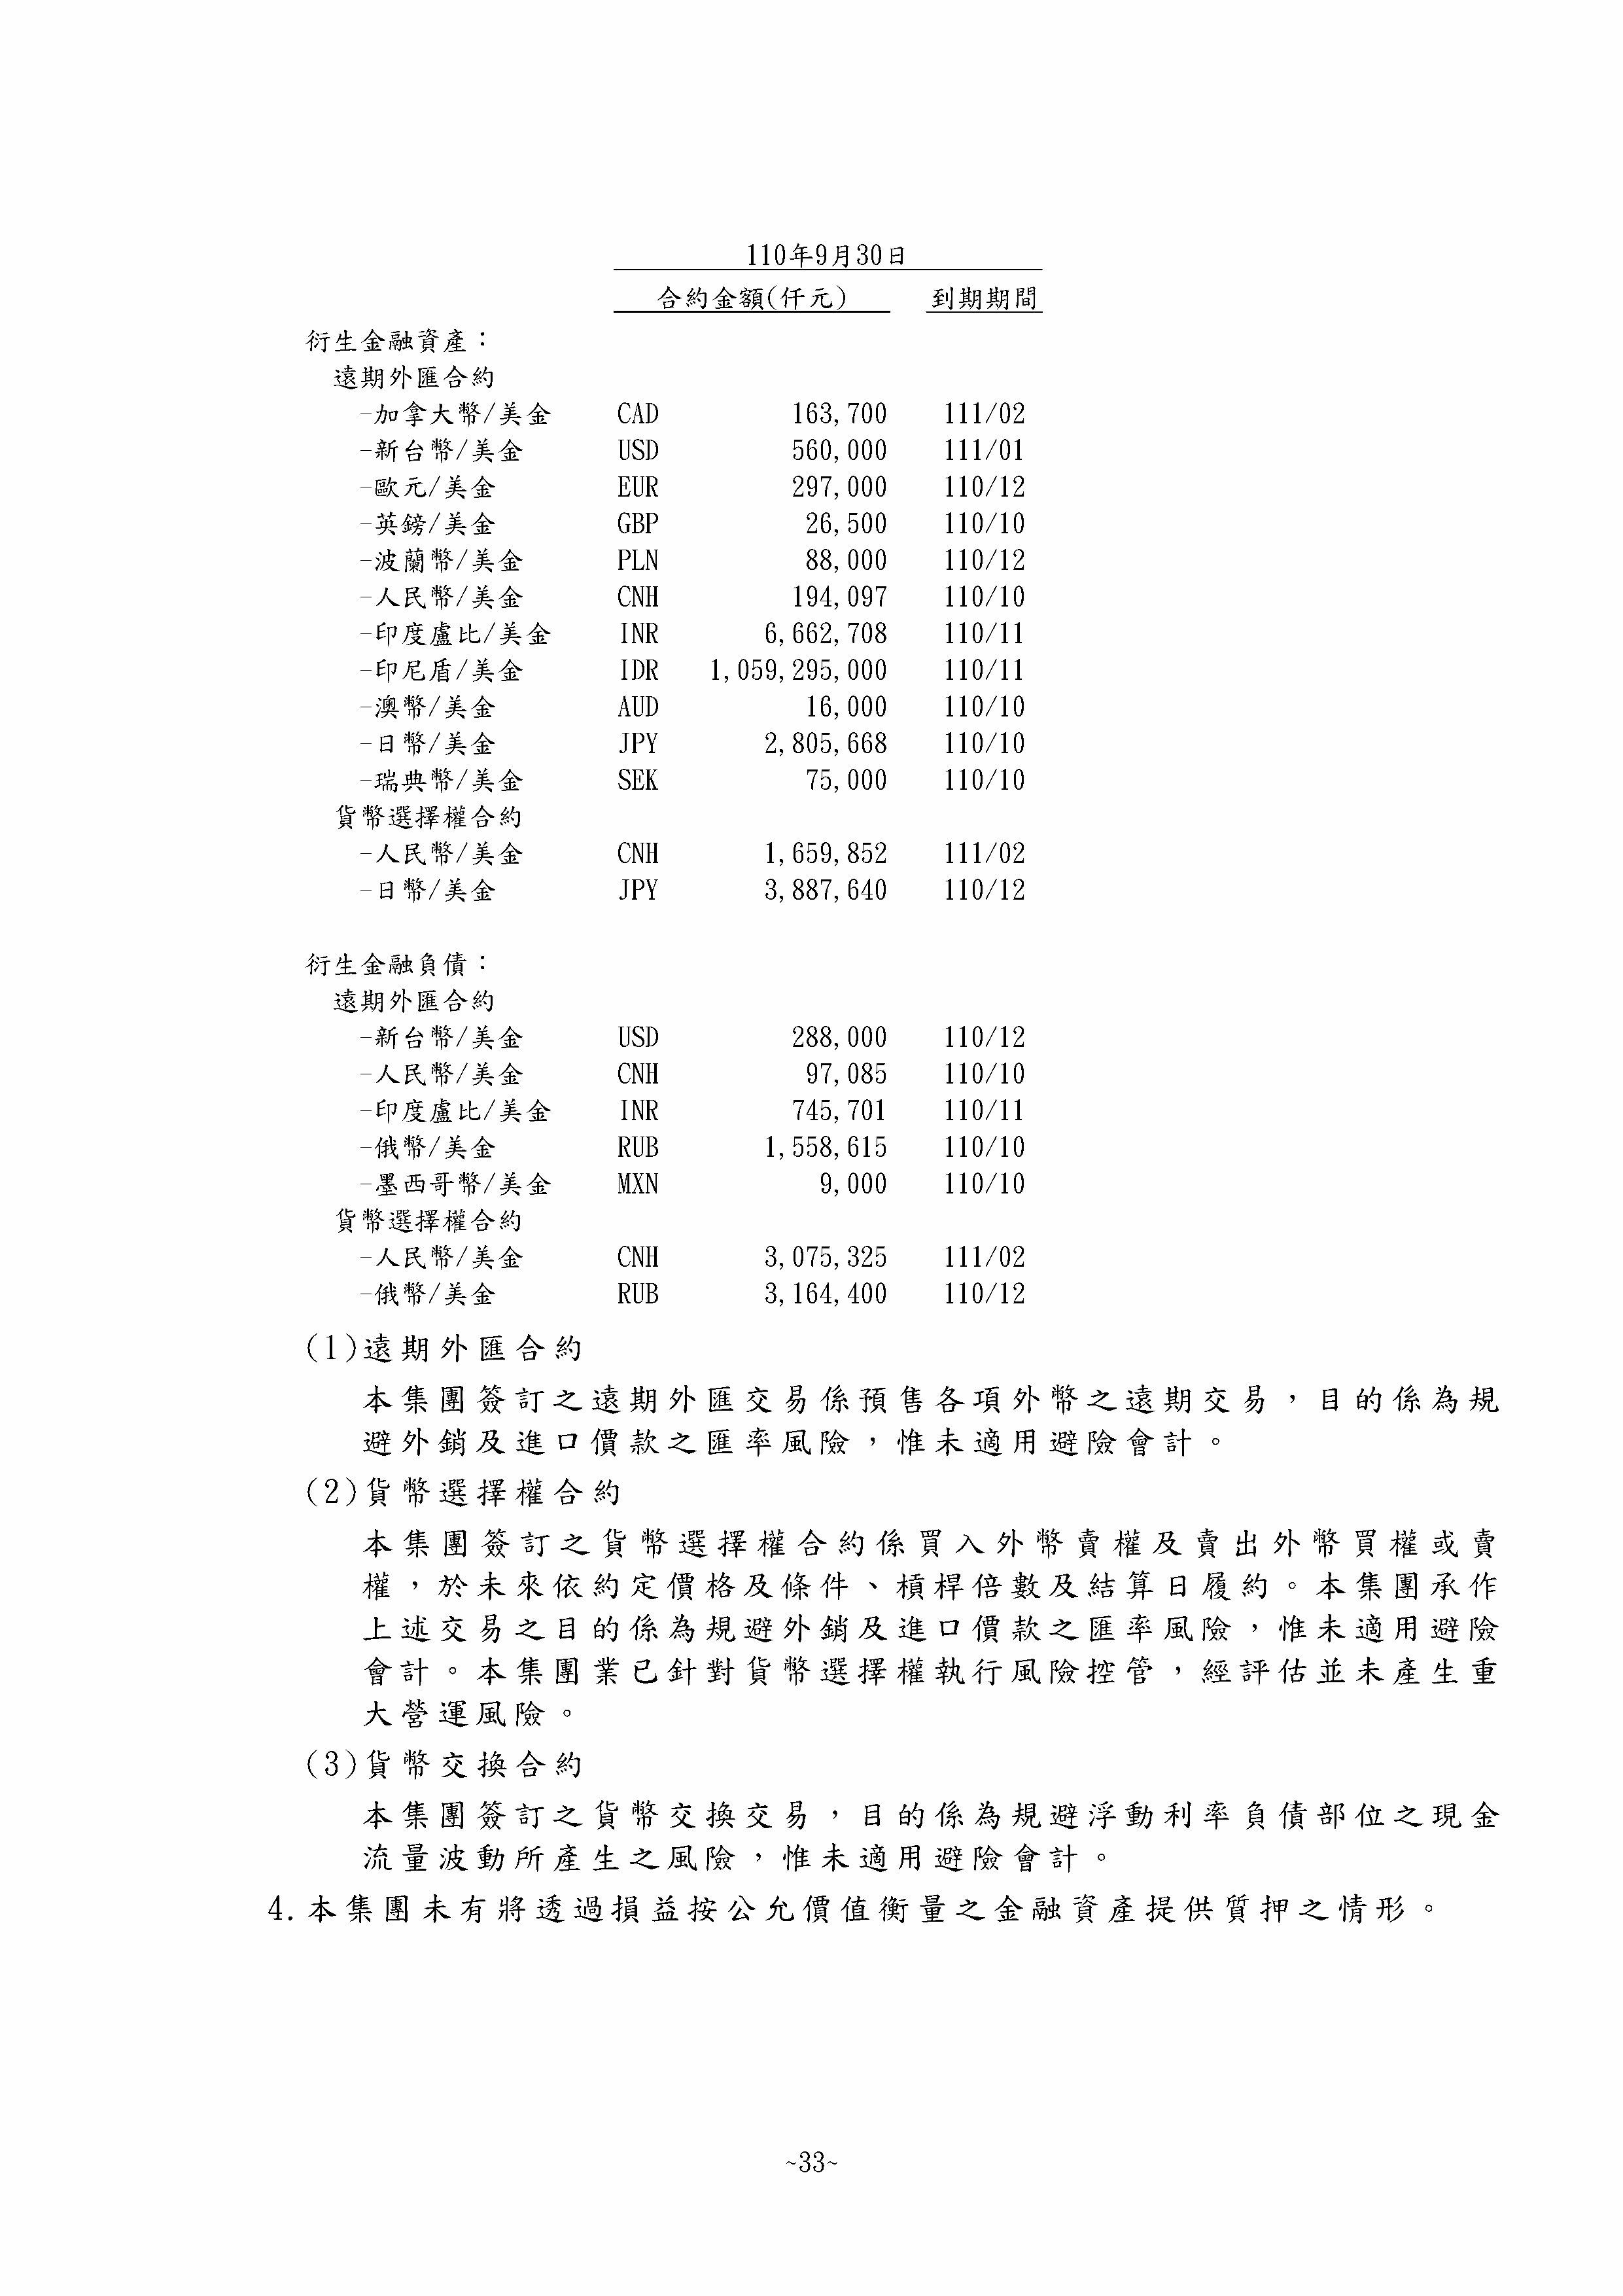 110年9月30日
合約金額(仟元) 到期期間
衍生金融資產：
遠期外匯合約
-加拿大幣/美金 CAD 163,700 111/02
-新台幣/美金 USD 560,000 111/01
-歐元/美金 EUR 297,000 110/12
-英鎊/美金 GBP 26,500 110/10
-波蘭幣/美金 PLN 88,000 110/12
-人民幣/美金 CNH 194,097 110/10
-印度盧比/美金 INR 6,662,708 110/11
-印尼盾/美金 IDR 1,059,295,000 110/11
-澳幣/美金 AUD 16,000 110/10
-日幣/美金 JPY 2,805,668 110/10
-瑞典幣/美金 SEK 75,000 110/10
貨幣選擇權合約
-人民幣/美金 CNH 1,659,852 111/02
-日幣/美金 JPY 3,887,640 110/12
衍生金融負債：
遠期外匯合約
-新台幣/美金 USD 288,000 110/12
-人民幣/美金 CNH 97,085 110/10
-印度盧比/美金 INR 745,701 110/11
-俄幣/美金 RUB 1,558,615 110/10
-墨西哥幣/美金 MXN 9,000 110/10
貨幣選擇權合約
-人民幣/美金 CNH 3,075,325 111/02
-俄幣/美金 RUB 3,164,400 110/12
(1)遠期外匯合約
本集團簽訂之遠期外匯交易係預售各項外幣之遠期交易，目的係為規
避外銷及進口價款之匯率風險，惟未適用避險會計。
(2)貨幣選擇權合約
本集團簽訂之貨幣選擇權合約係買入外幣賣權及賣出外幣買權或賣
權，於未來依約定價格及條件、槓桿倍數及結算日履約。本集團承作
上述交易之目的係為規避外銷及進口價款之匯率風險，惟未適用避險
會計。本集團業已針對貨幣選擇權執行風險控管，經評估並未產生重
大營運風險。
(3)貨幣交換合約
本集團簽訂之貨幣交換交易，目的係為規避浮動利率負債部位之現金
流量波動所產生之風險，惟未適用避險會計。
4.本集團未有將透過損益按公允價值衡量之金融資產提供質押之情形。
~33~